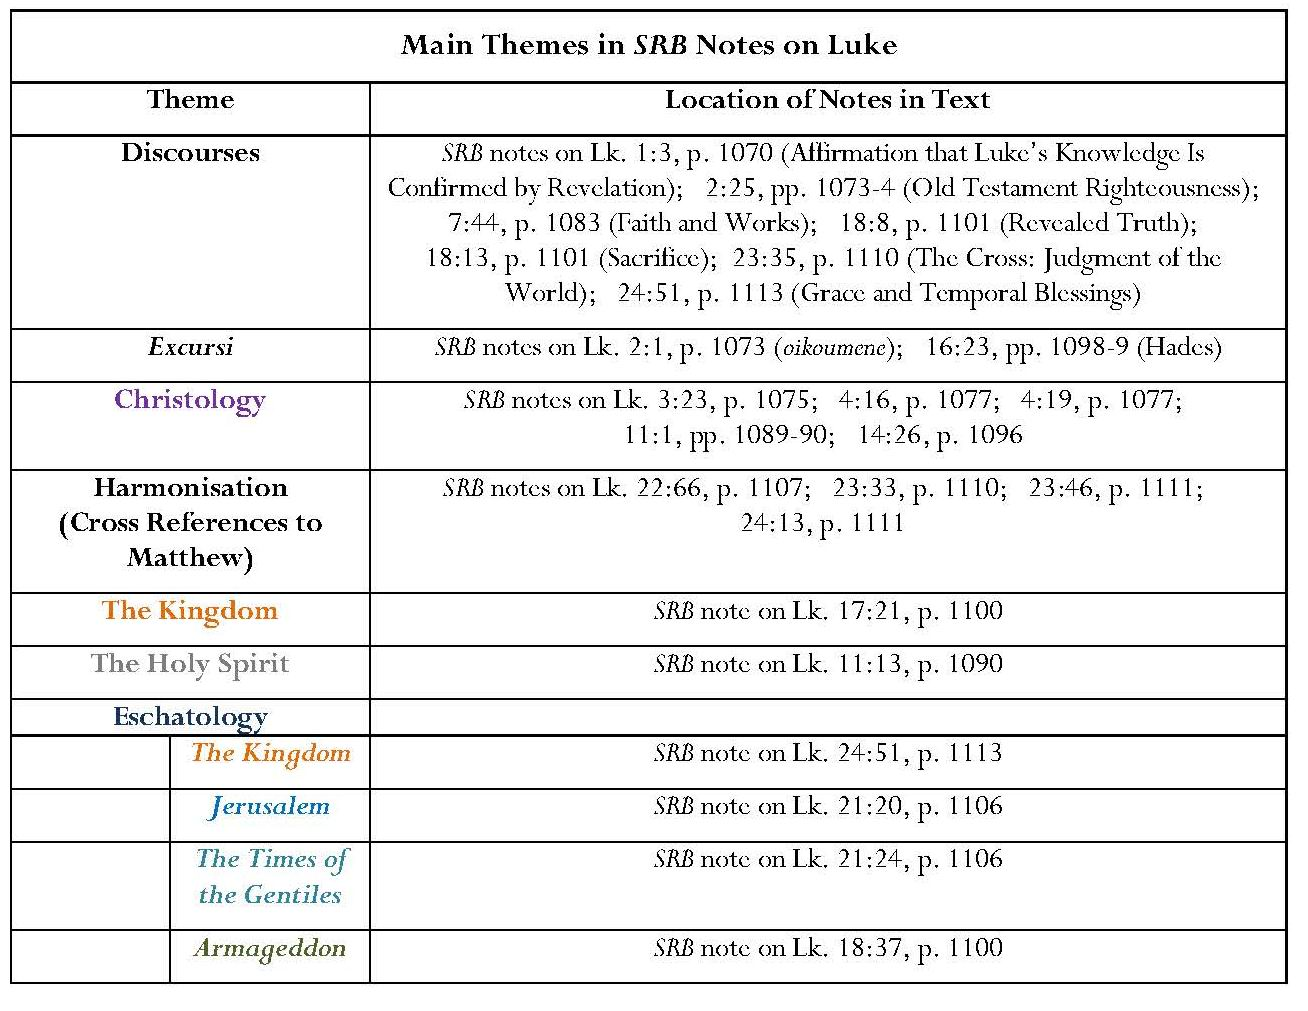 Main Themes in SRB Notes on Luke
Theme
Location of Notes in Text
Discourses
SRB notes on Lk. 1:3, p. 1070 (Affirmation that Luke's Knowledge Is
Confirmed by Revelation);   2:25, pp. 1073-4 (Old Testament Righteousness);
7:44, p. 1083 (Faith and Works);   18:8, p. 1101 (Revealed Truth);
18:13, p. 1101 (Sacrifice);  23:35, p. 1110 (The Cross: Judgment of the
World);   24:51, p. 1113 (Grace and Temporal Blessings)
Excursi
SRB notes on Lk. 2:1, p. 1073 (oikoumene);   16:23, pp. 1098-9 (Hades)
Christology
SRB notes on Lk. 3:23, p. 1075;   4:16, p. 1077;   4:19, p. 1077;
11:1, pp. 1089-90;   14:26, p. 1096
Harmonisation
(Cross References to
Matthew)
SRB notes on Lk. 22:66, p. 1107;   23:33, p. 1110;   23:46, p. 1111;
24:13, p. 1111
The Kingdom
SRB note on Lk. 17:21, p. 1100
The Holy Spirit
SRB note on Lk. 11:13, p. 1090
Eschatology
The Kingdom
SRB note on Lk. 24:51, p. 1113
Jerusalem
SRB note on Lk. 21:20, p. 1106
The Times of
the Gentiles
SRB note on Lk. 21:24, p. 1106
Armageddon
SRB note on Lk. 18:37, p. 1100